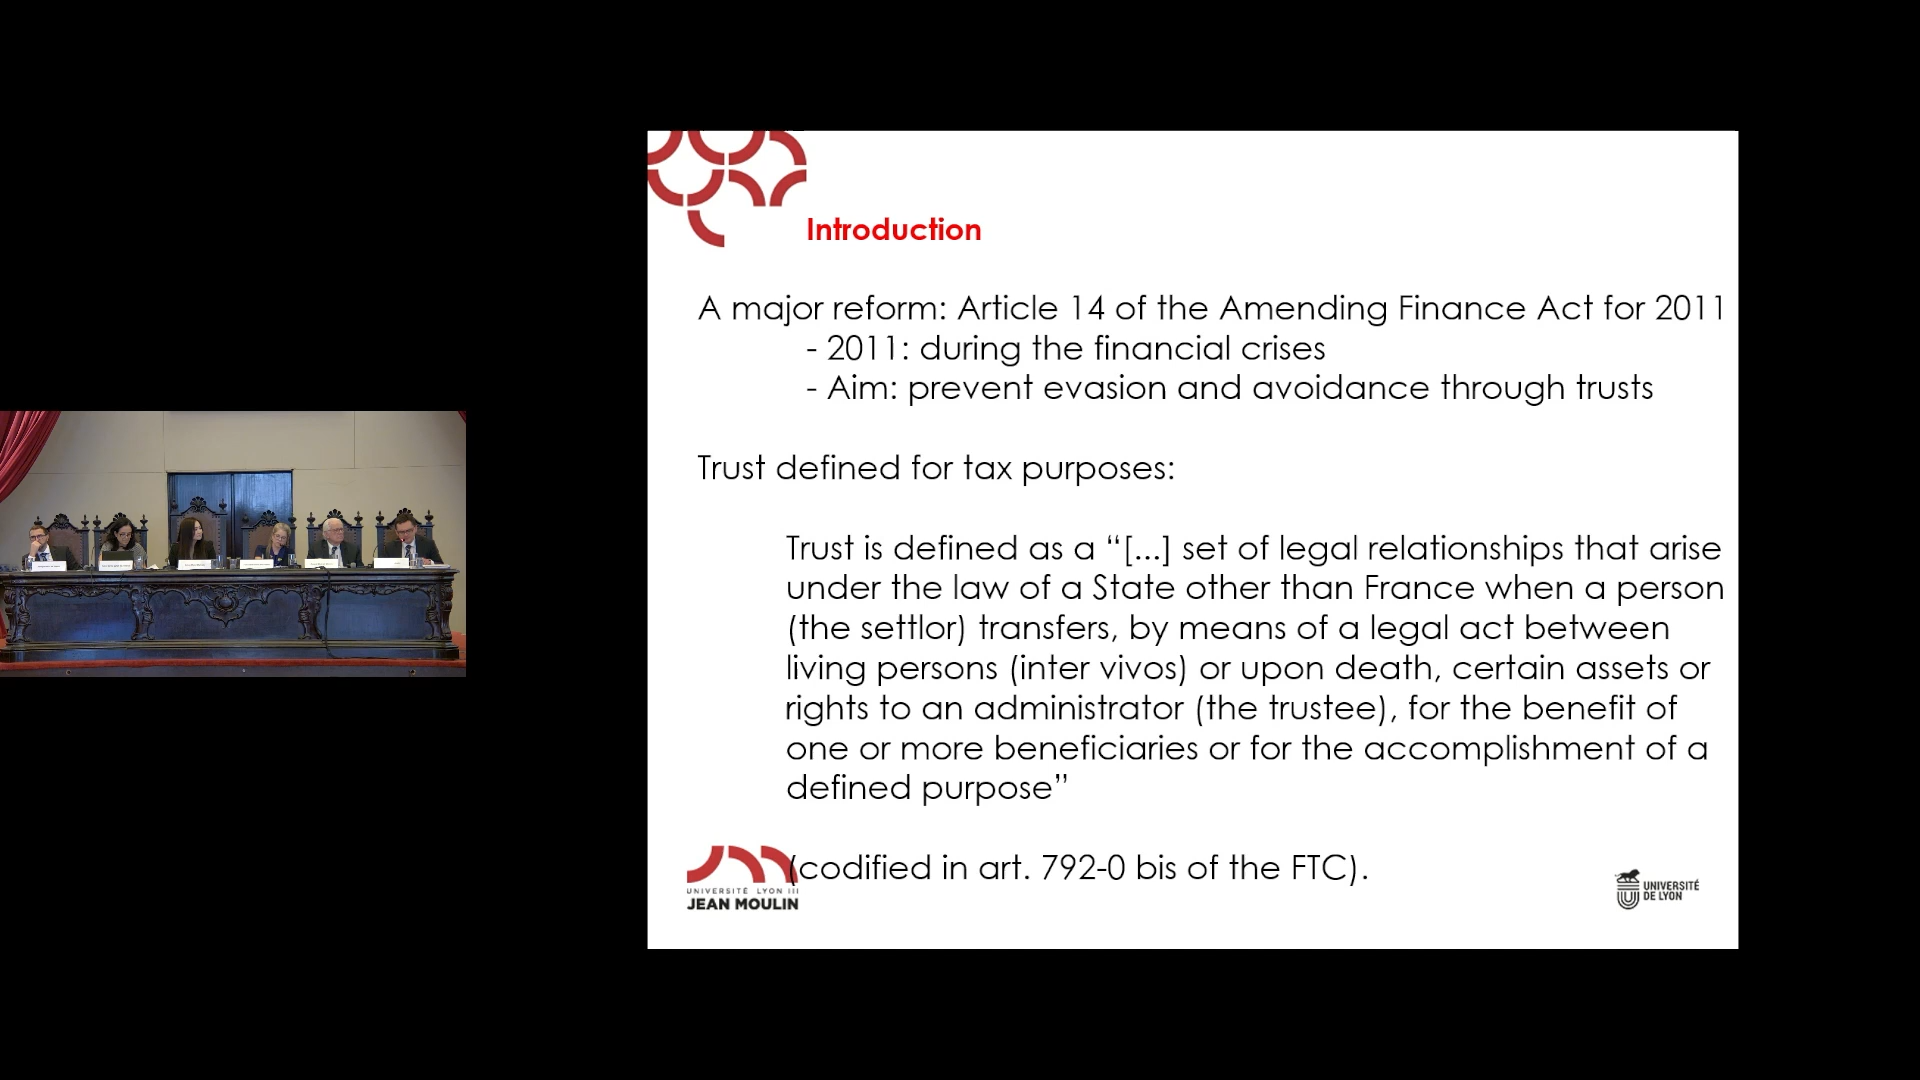 Introduction
A major reform: Article 14 of the Amending Finance Act for 2011
- 2011: during the financial crises
- Aim: prevent evasion and avoidance through trusts
Trust defined for tax purposes:
Trust is defined as a “[...] set of legal relationships that arise
under the law of a State other than France when a person
(the settlor) transfers, by means of a legal act between
living persons (inter vivos) or upon death, certain assets or
rights to an administrator (the trustee), for the benefit of
one or more beneficiaries or for the accomplishment of a
defined purpose”
(codified in art. 792-0 bis of the FTC).
UNIVERSITÉ LYON III
JEAN MOULIN
UNIVERSITÉ
DE LYON